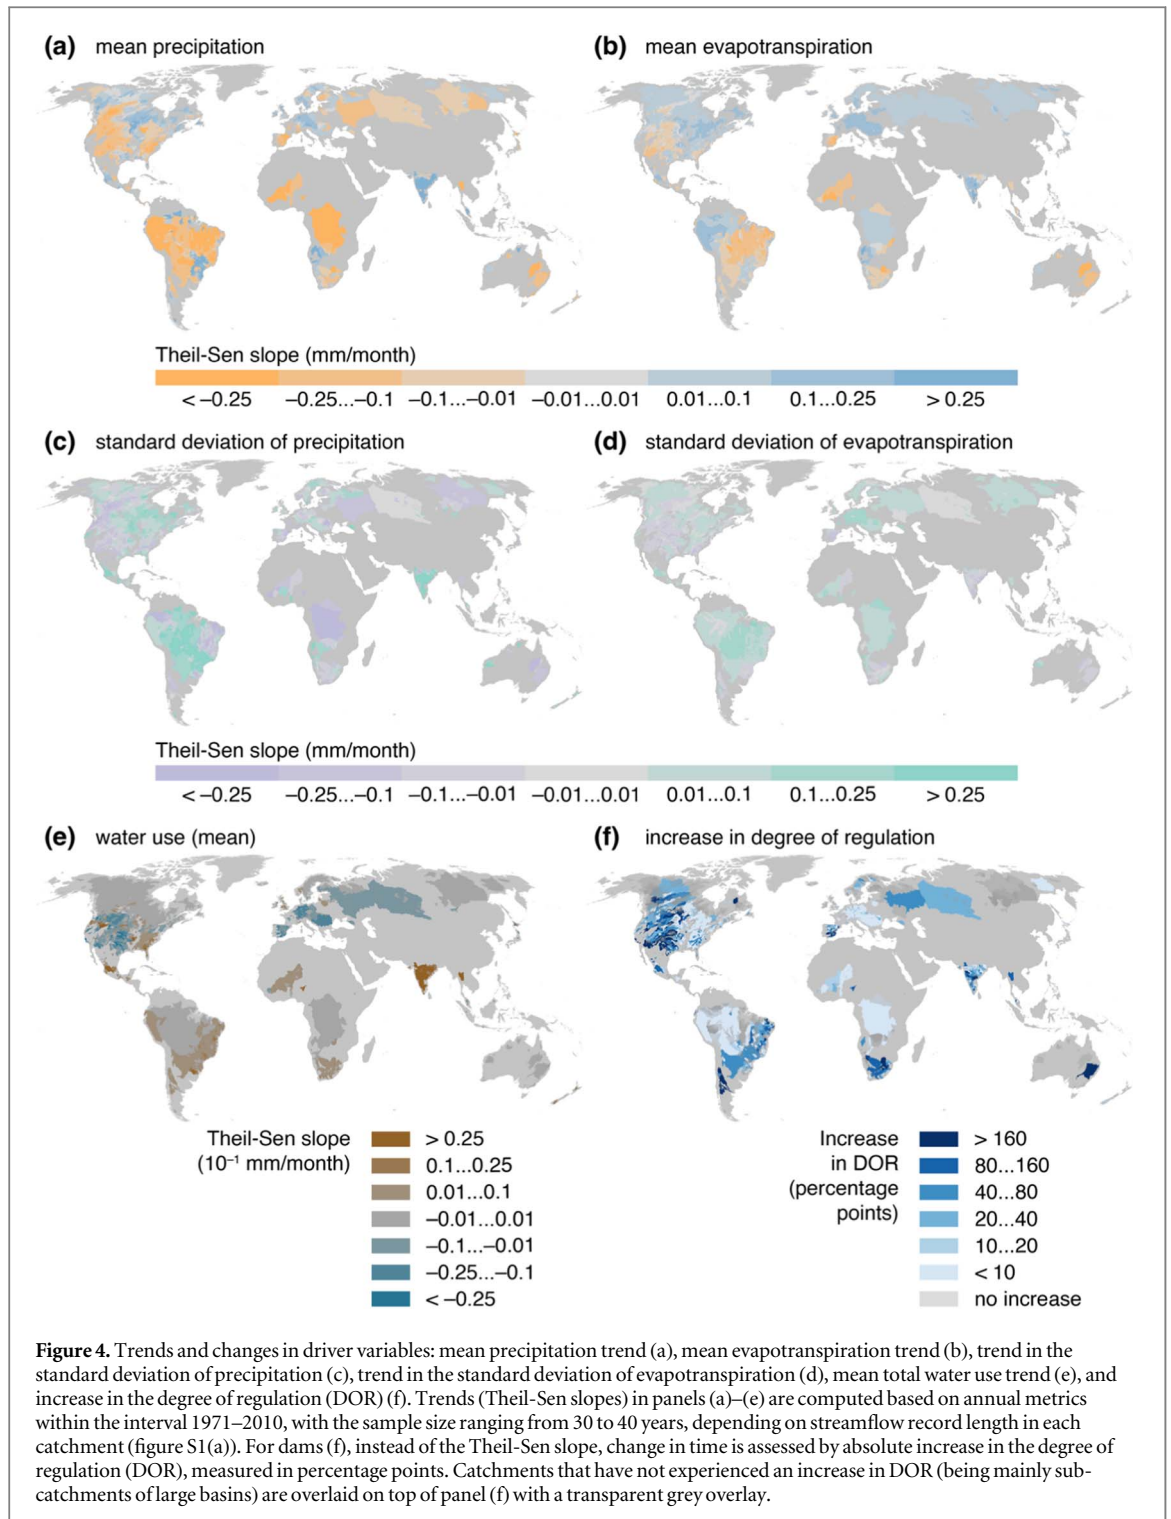 (a) mean precipitation
(b) mean evapotranspiration
Theil-Sen slope (mm/month)
< −0.25 −0.25...−0.1 −0.1...−0.01 −0.01...0.01 0.01...0.1 0.1...0.25 > 0.25
(c) standard deviation of precipitation
(d) standard deviation of evapotranspiration
Theil-Sen slope (mm/month)
< −0.25 −0.25...−0.1 −0.1...−0.01 −0.01...0.01 0.01...0.1 0.1...0.25 > 0.25
(e) water use (mean)
(f) increase in degree of regulation
Theil-Sen slope
(10⁻¹ mm/month)
> 0.25
0.1...0.25
0.01...0.1
−0.01...0.01
−0.1...−0.01
−0.25...−0.1
< −0.25
Increase
in DOR
(percentage
points)
> 160
80...160
40...80
20...40
10...20
< 10
no increase
Figure 4. Trends and changes in driver variables: mean precipitation trend (a), mean evapotranspiration trend (b), trend in the
standard deviation of precipitation (c), trend in the standard deviation of evapotranspiration (d), mean total water use trend (e), and
increase in the degree of regulation (DOR) (f). Trends (Theil-Sen slopes) in panels (a)–(e) are computed based on annual metrics
within the interval 1971–2010, with the sample size ranging from 30 to 40 years, depending on streamflow record length in each
catchment (figure S1(a)). For dams (f), instead of the Theil-Sen slope, change in time is assessed by absolute increase in the degree of
regulation (DOR), measured in percentage points. Catchments that have not experienced an increase in DOR (being mainly sub-
catchments of large basins) are overlaid on top of panel (f) with a transparent grey overlay.